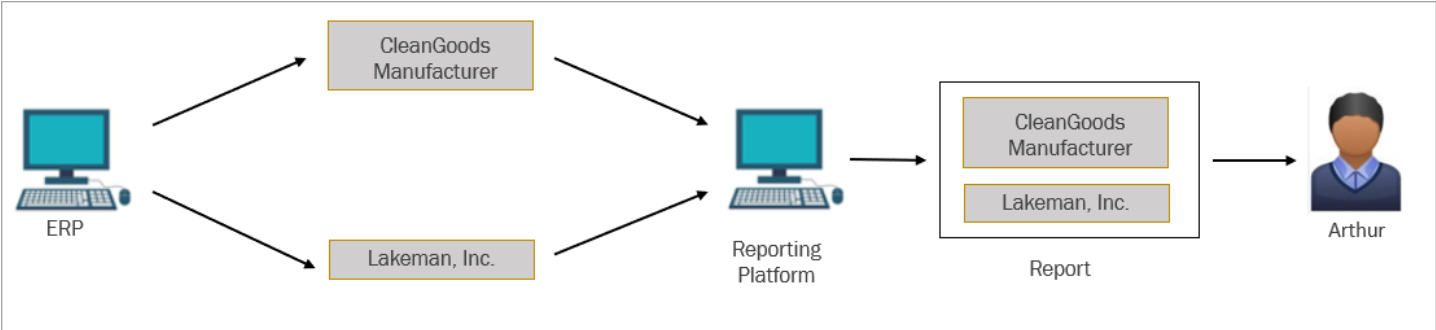 ERP
CleanGoods
Manufacturer
Lakeman, Inc.
Reporting
Platform
CleanGoods
Manufacturer
Lakeman, Inc.
Report
Arthur